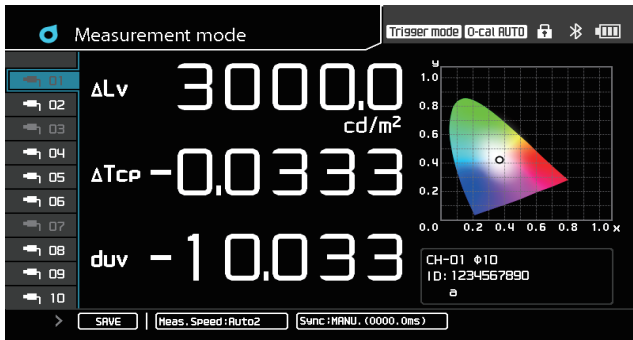 Measurement mode
Trigger mode 0-cal AUTO
01
02
03
04
05
06
07
08
09
10
ΔLv 3000.0
cd/m²
ΔTcp -0.0333
duv -10.033
y
1.0
0.8
0.6
0.4
0.2
0.0 0.2 0.4 0.6 0.8 1.0 x
CH-01 Φ10
ID: 1234567890
a
> SAVE | Meas. Speed:Auto2 Sync:MANU. (0000.0ms)